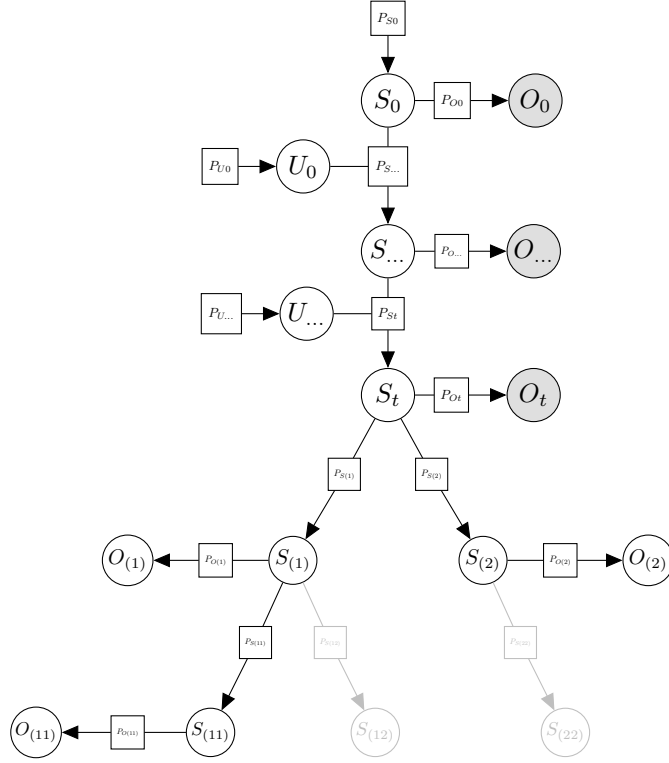 P_{S0}
S_0 P_{O0} O_0
P_{U0} U_0 P_{S...}
S_{...} P_{O...} O_{...}
P_{U...} U_{...} P_{St}
S_t P_{Ot} O_t
P_{S(1)} P_{S(2)}
O_{(1)} P_{O(1)} S_{(1)} S_{(2)} P_{O(2)} O_{(2)}
P_{S(11)} P_{S(12)} P_{S(22)}
O_{(11)} P_{O(11)} S_{(11)} S_{(12)} S_{(22)}